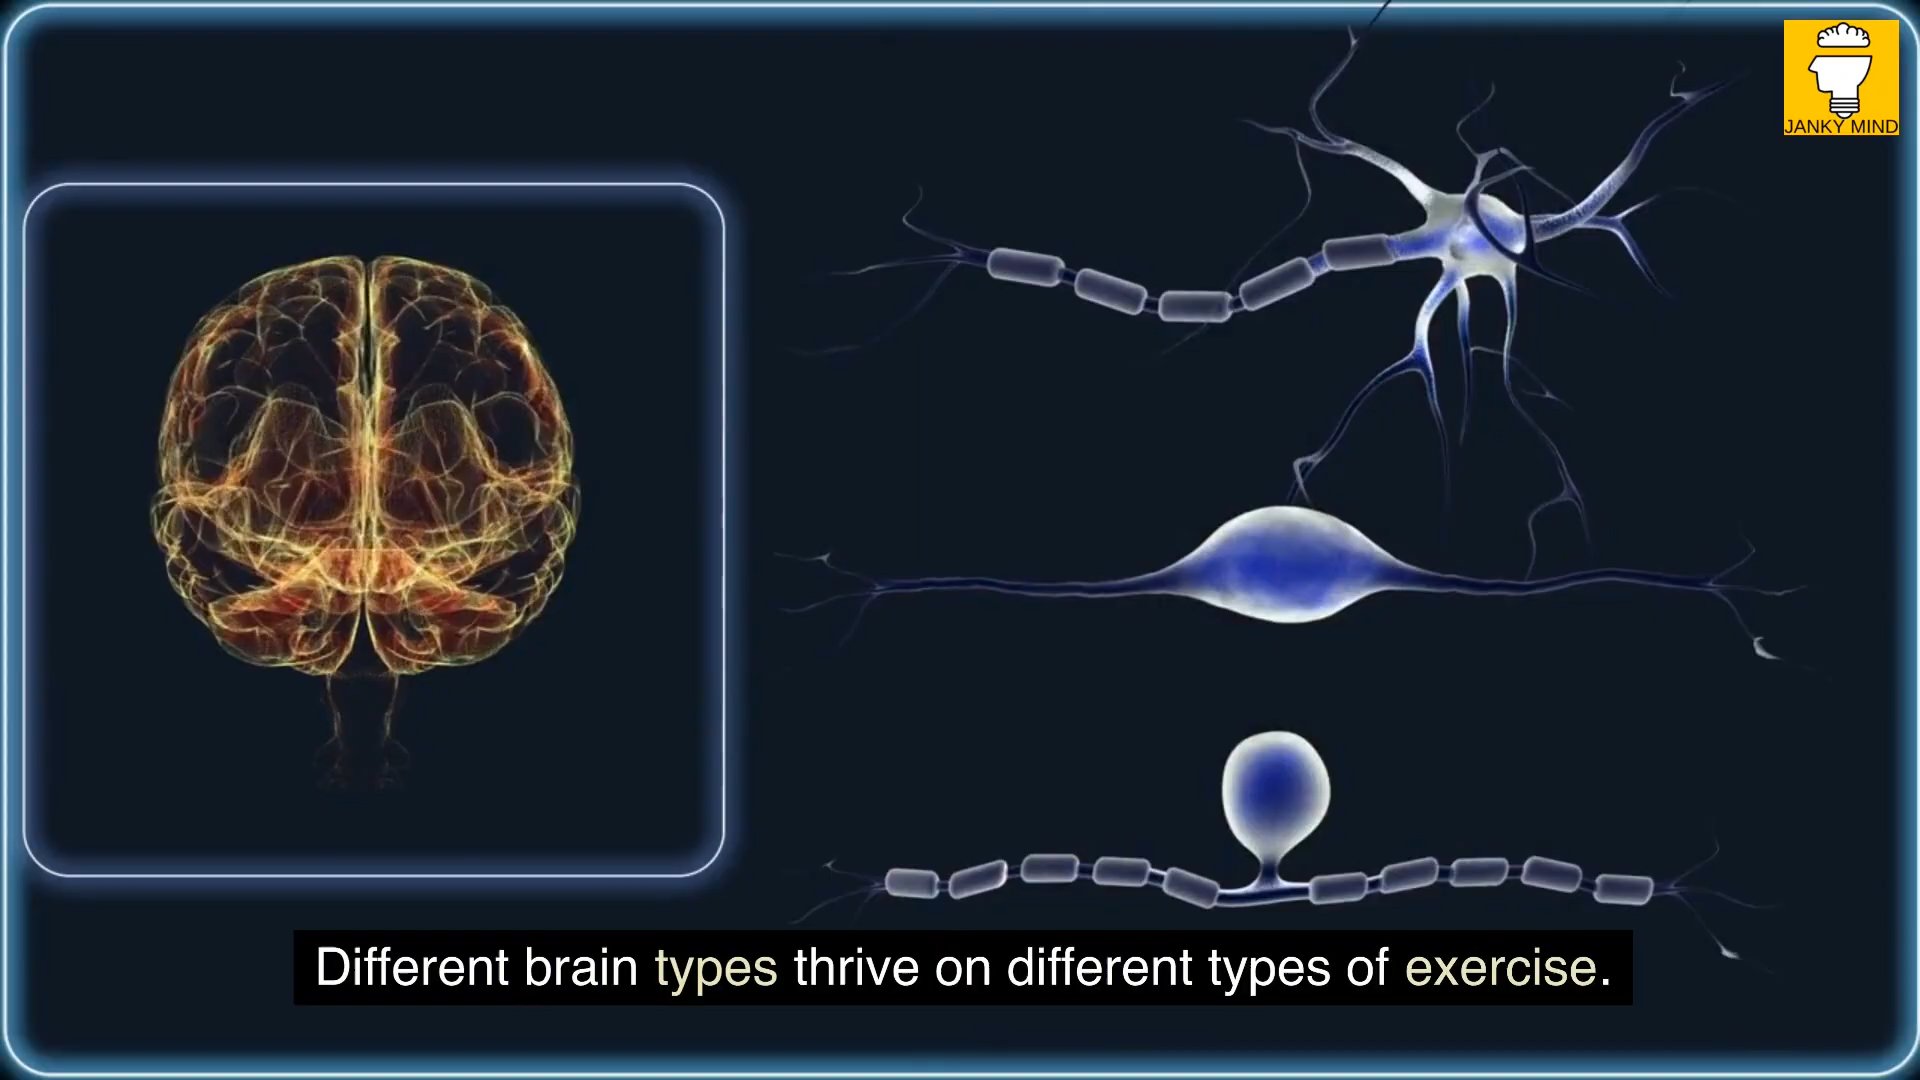 JANKY MIND
Different brain types thrive on different types of exercise.